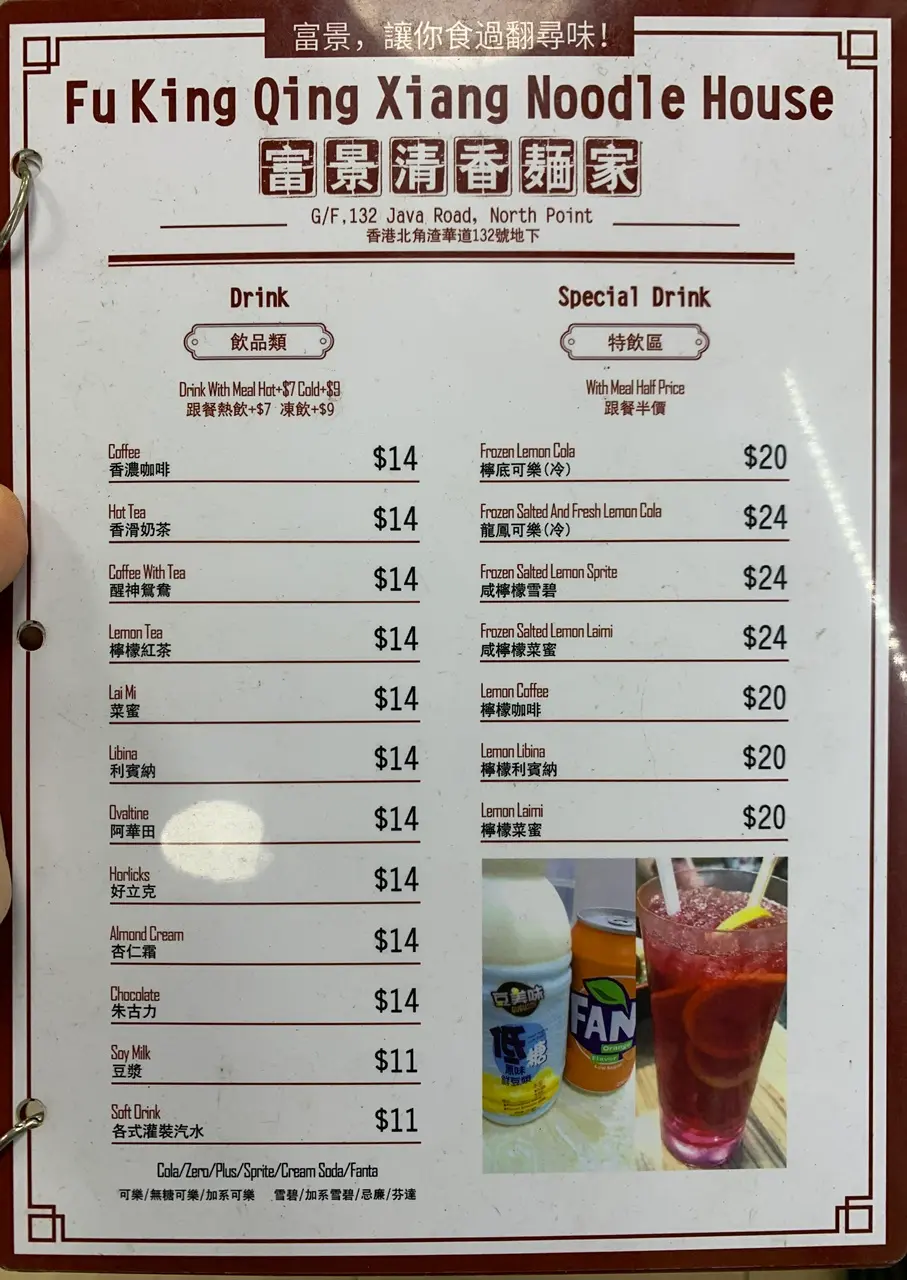 富景，讓你食過翻尋味！
Fu King Qing Xiang Noodle House
富景清香麵家
G/F,132 Java Road, North Point
香港北角渣華道132號地下
Drink
飲品類
Drink With Meal Hot+$7 Cold+$9
跟餐熱飲+$7 凍飲+$9
Coffee
香濃咖啡
$14
Hot Tea
香滑奶茶
$14
Coffee With Tea
醒神鴛鴦
$14
Lemon Tea
檸檬紅茶
$14
Lai Mi
菜蜜
$14
Libina
利賓納
$14
Ovaltine
阿華田
$14
Horlicks
好立克
$14
Almond Cream
杏仁霜
$14
Chocolate
朱古力
$14
Soy Milk
豆漿
$11
Soft Drink
各式灌裝汽水
$11
Cola/Zero/Plus/Sprite/Cream Soda/Fanta
可樂/無糖可樂/加系可樂 雪碧/加系雪碧/忌廉/芬達
Special Drink
特飲區
With Meal Half Price
跟餐半價
Frozen Lemon Cola
檸底可樂(冷)
$20
Frozen Salted And Fresh Lemon Cola
龍鳳可樂(冷)
$24
Frozen Salted Lemon Sprite
咸檸檬雪碧
$24
Frozen Salted Lemon Laimi
咸檸檬菜蜜
$24
Lemon Coffee
檸檬咖啡
$20
Lemon Libina
檸檬利賓納
$20
Lemon Laimi
檸檬菜蜜
$20
豆美味
低糖
原味
鮮豆漿
FAN
Orange
Flavour